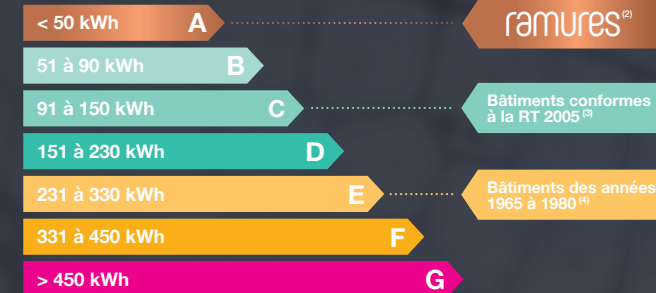 < 50 kWh A ramures (2)
51 à 90 kWh B
91 à 150 kWh C
Bâtiments conformes
à la RT 2005 (3)
151 à 230 kWh D
231 à 330 kWh E
Bâtiments des années
1965 à 1980 (4)
331 à 450 kWh F
> 450 kWh G